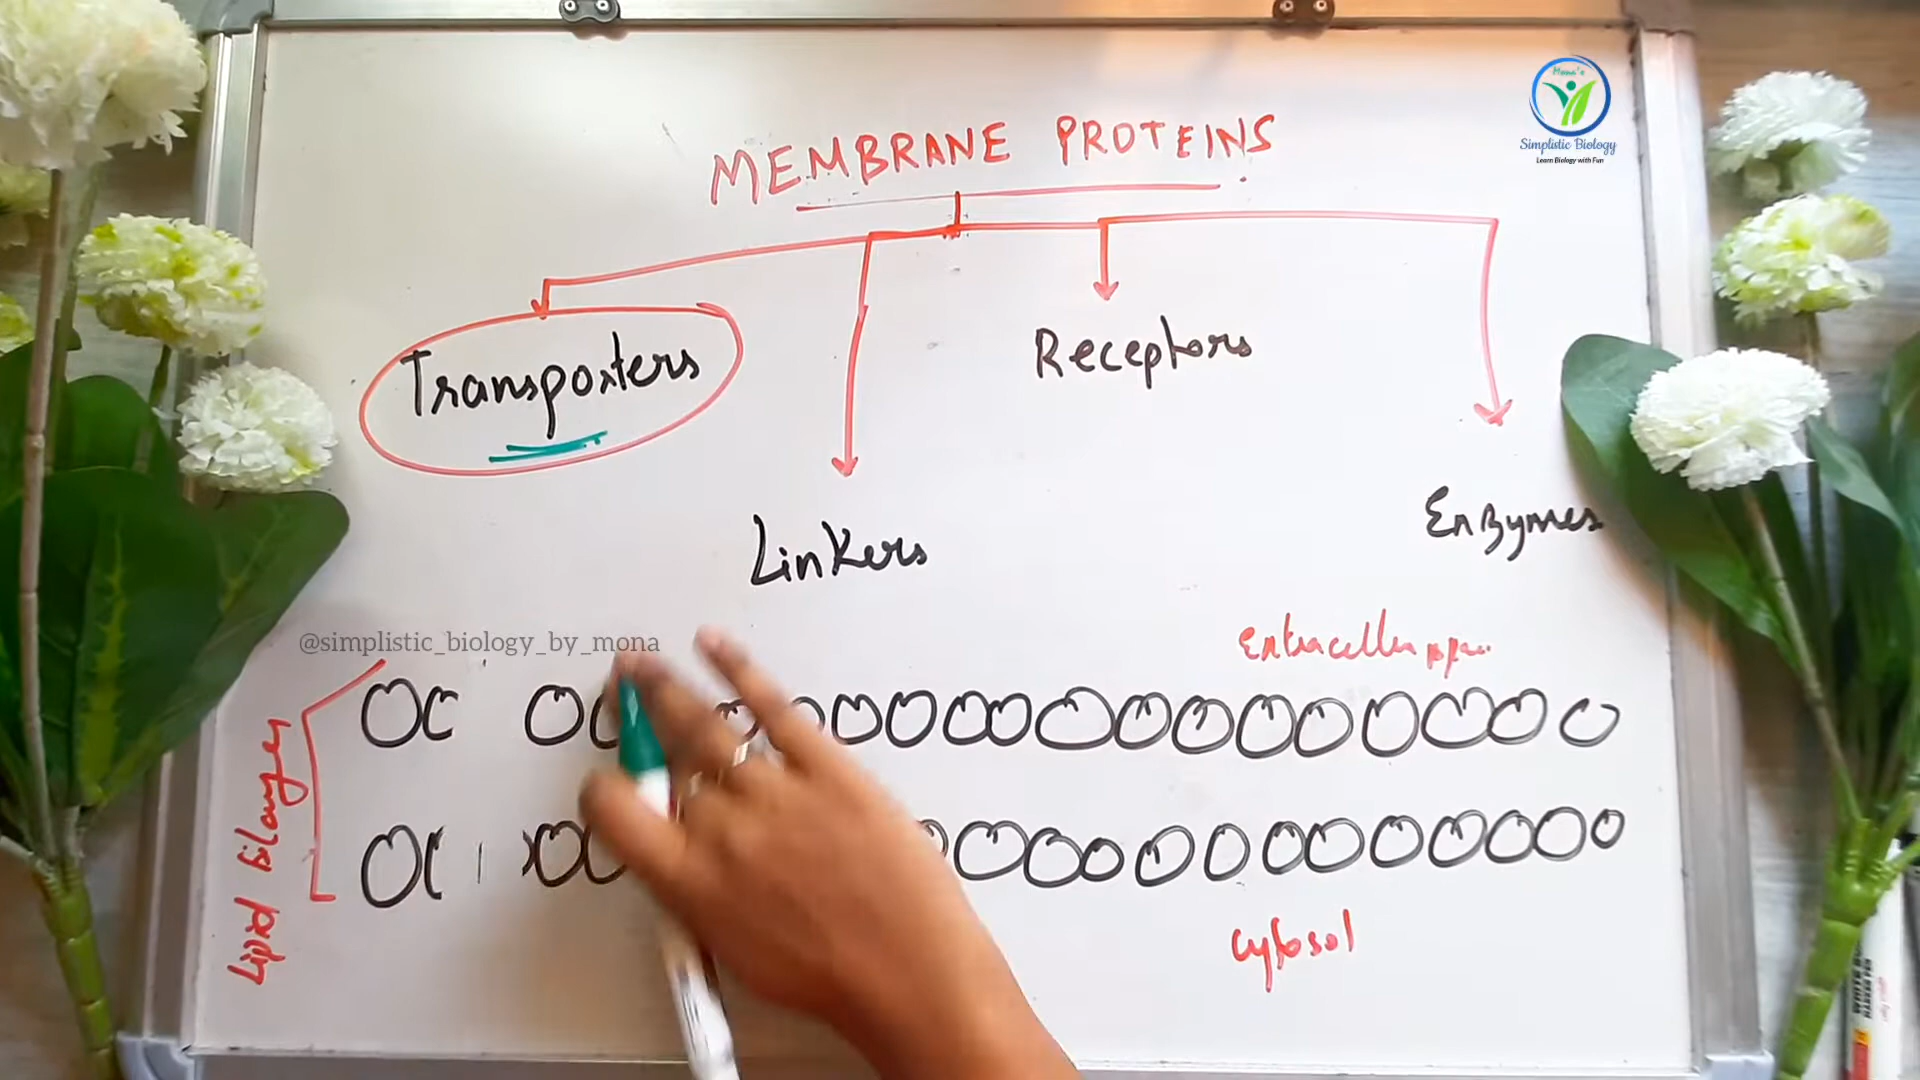 Mona's
Simplistic Biology
Learn Biology with Fun
MEMBRANE PROTEINS
Transporters
Receptors
Linkers
Enzymes
@simplistic_biology_by_mona
Lipid bilayer
cytosol